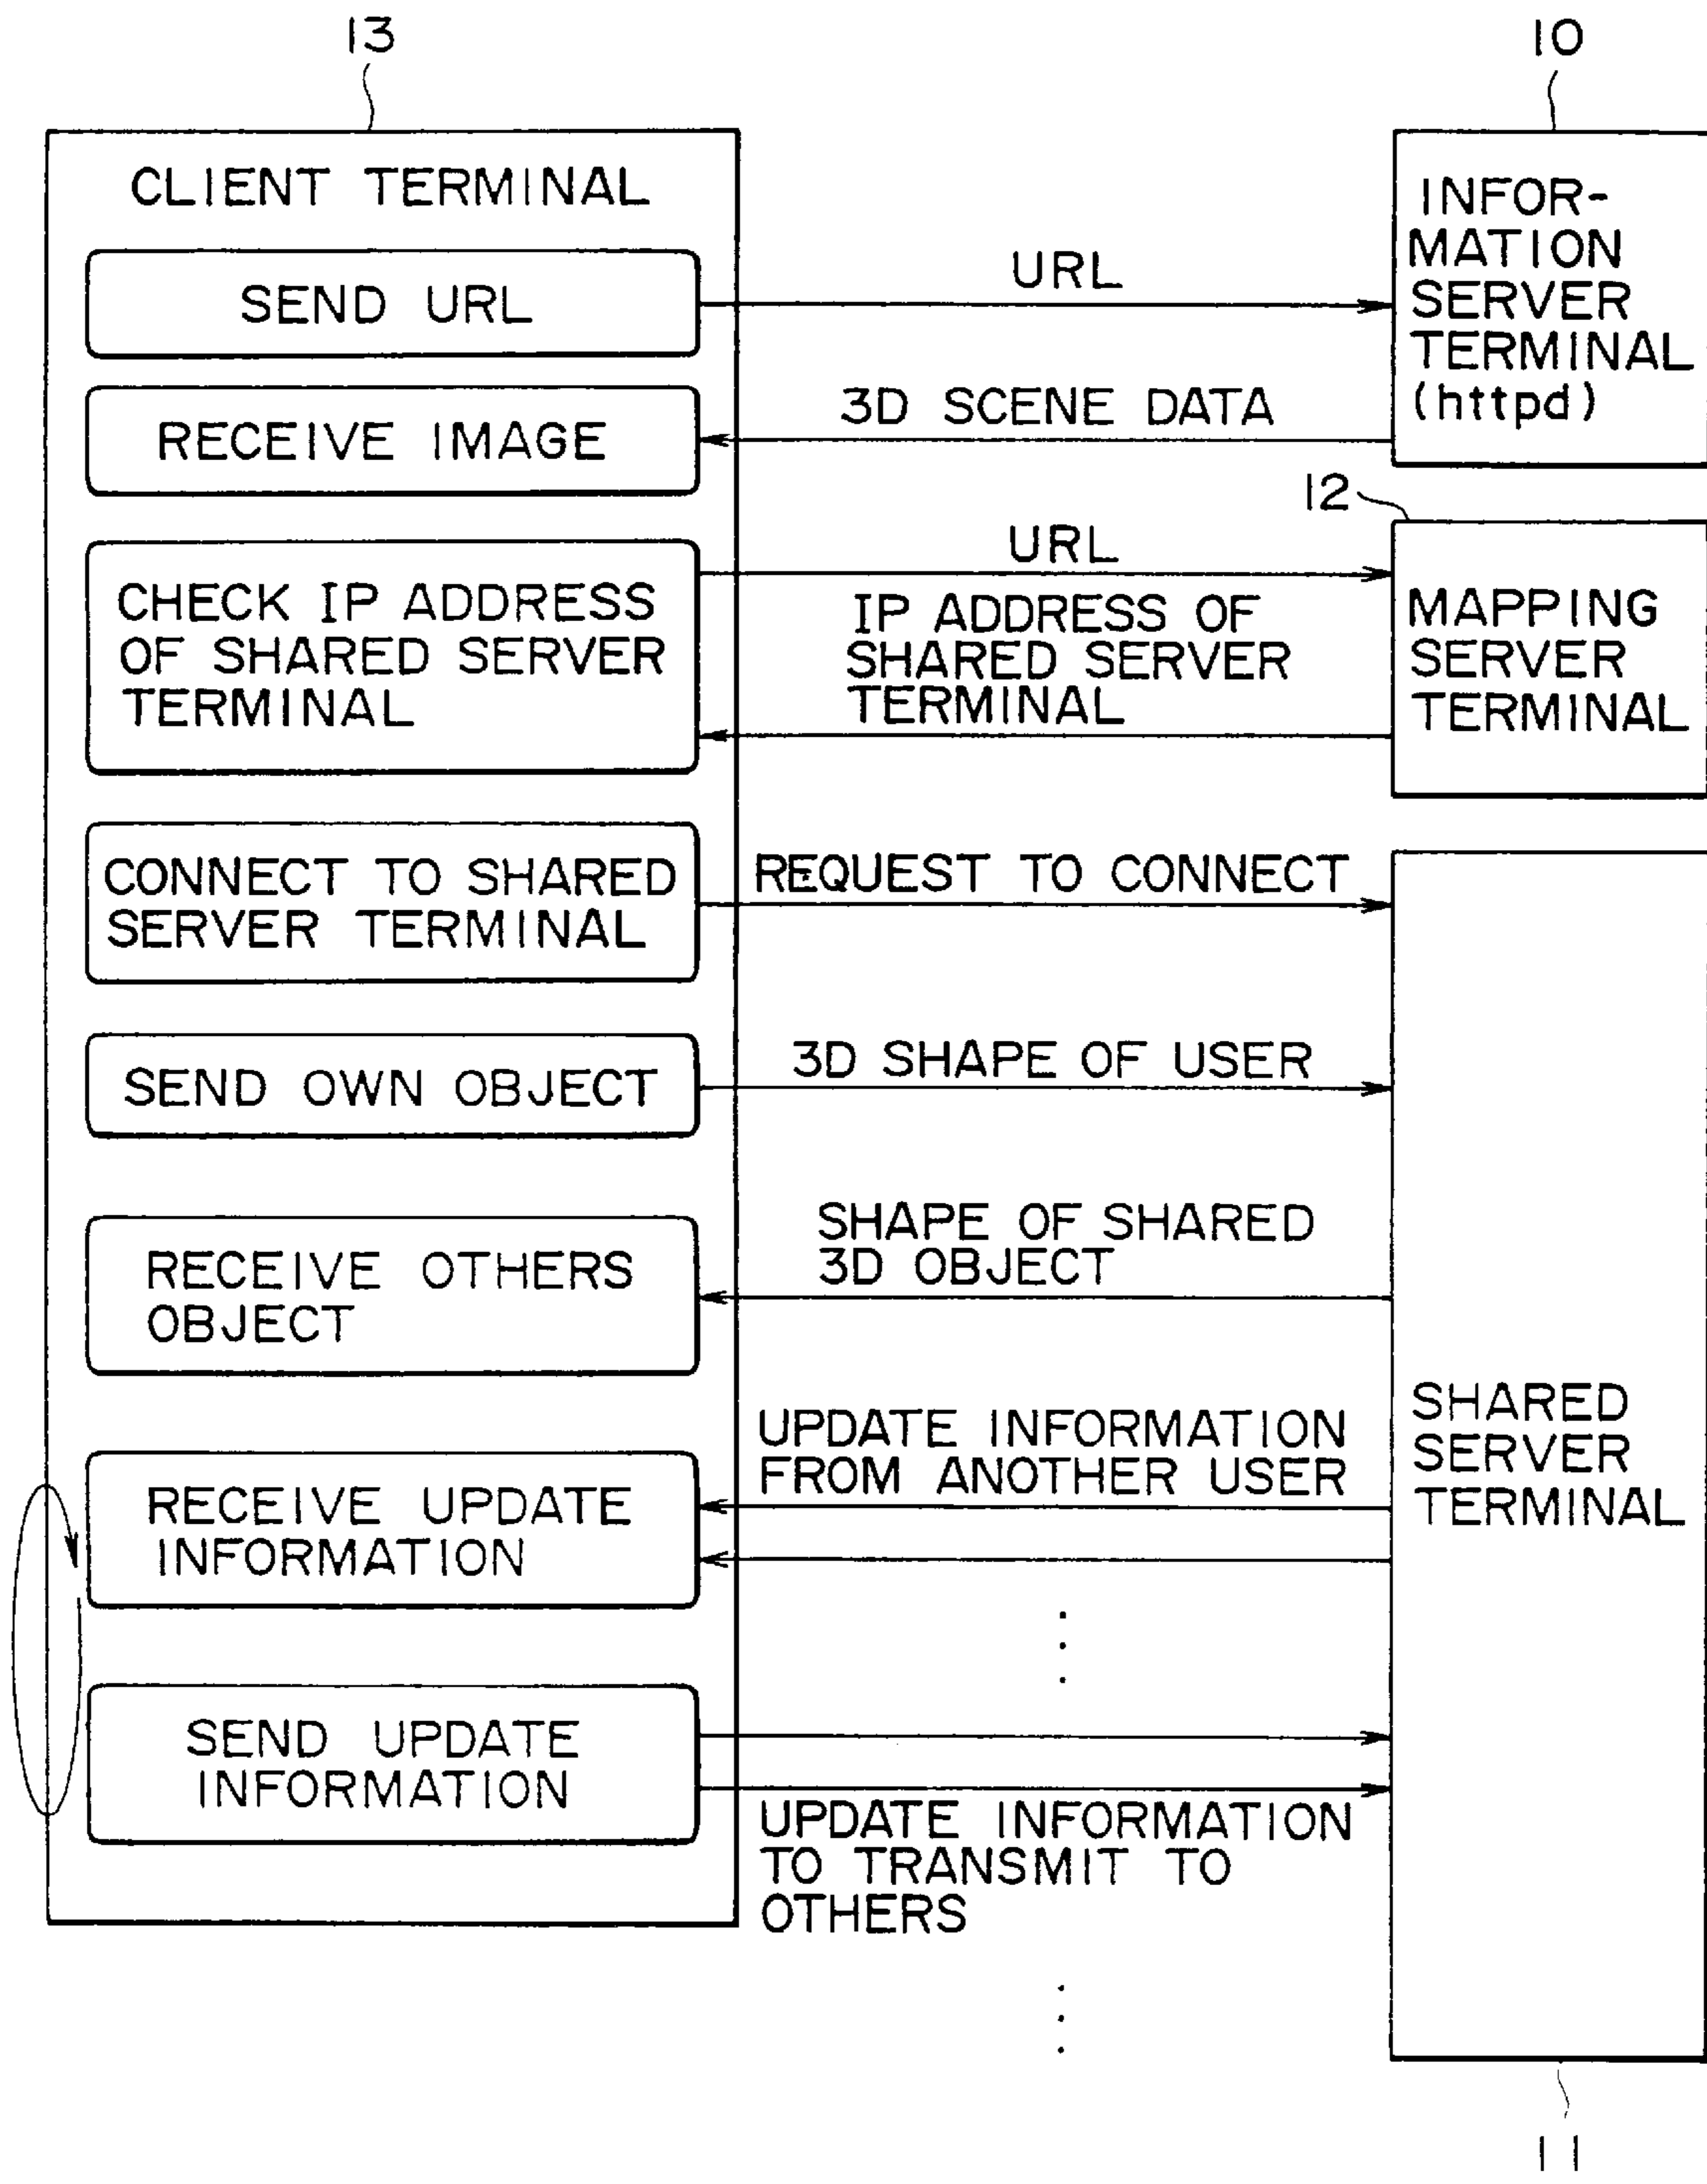 13
10
CLIENT TERMINAL
INFOR-
MATION
SERVER
TERMINAL
(httpd)
SEND URL
URL
RECEIVE IMAGE
3D SCENE DATA
12
CHECK IP ADDRESS
OF SHARED SERVER
TERMINAL
URL
IP ADDRESS OF
SHARED SERVER
TERMINAL
MAPPING
SERVER
TERMINAL
CONNECT TO SHARED
SERVER TERMINAL
REQUEST TO CONNECT
SEND OWN OBJECT
3D SHAPE OF USER
RECEIVE OTHERS
OBJECT
SHAPE OF SHARED
3D OBJECT
SHARED
SERVER
TERMINAL
RECEIVE UPDATE
INFORMATION
UPDATE INFORMATION
FROM ANOTHER USER
SEND UPDATE
INFORMATION
UPDATE INFORMATION
TO TRANSMIT TO
OTHERS
11